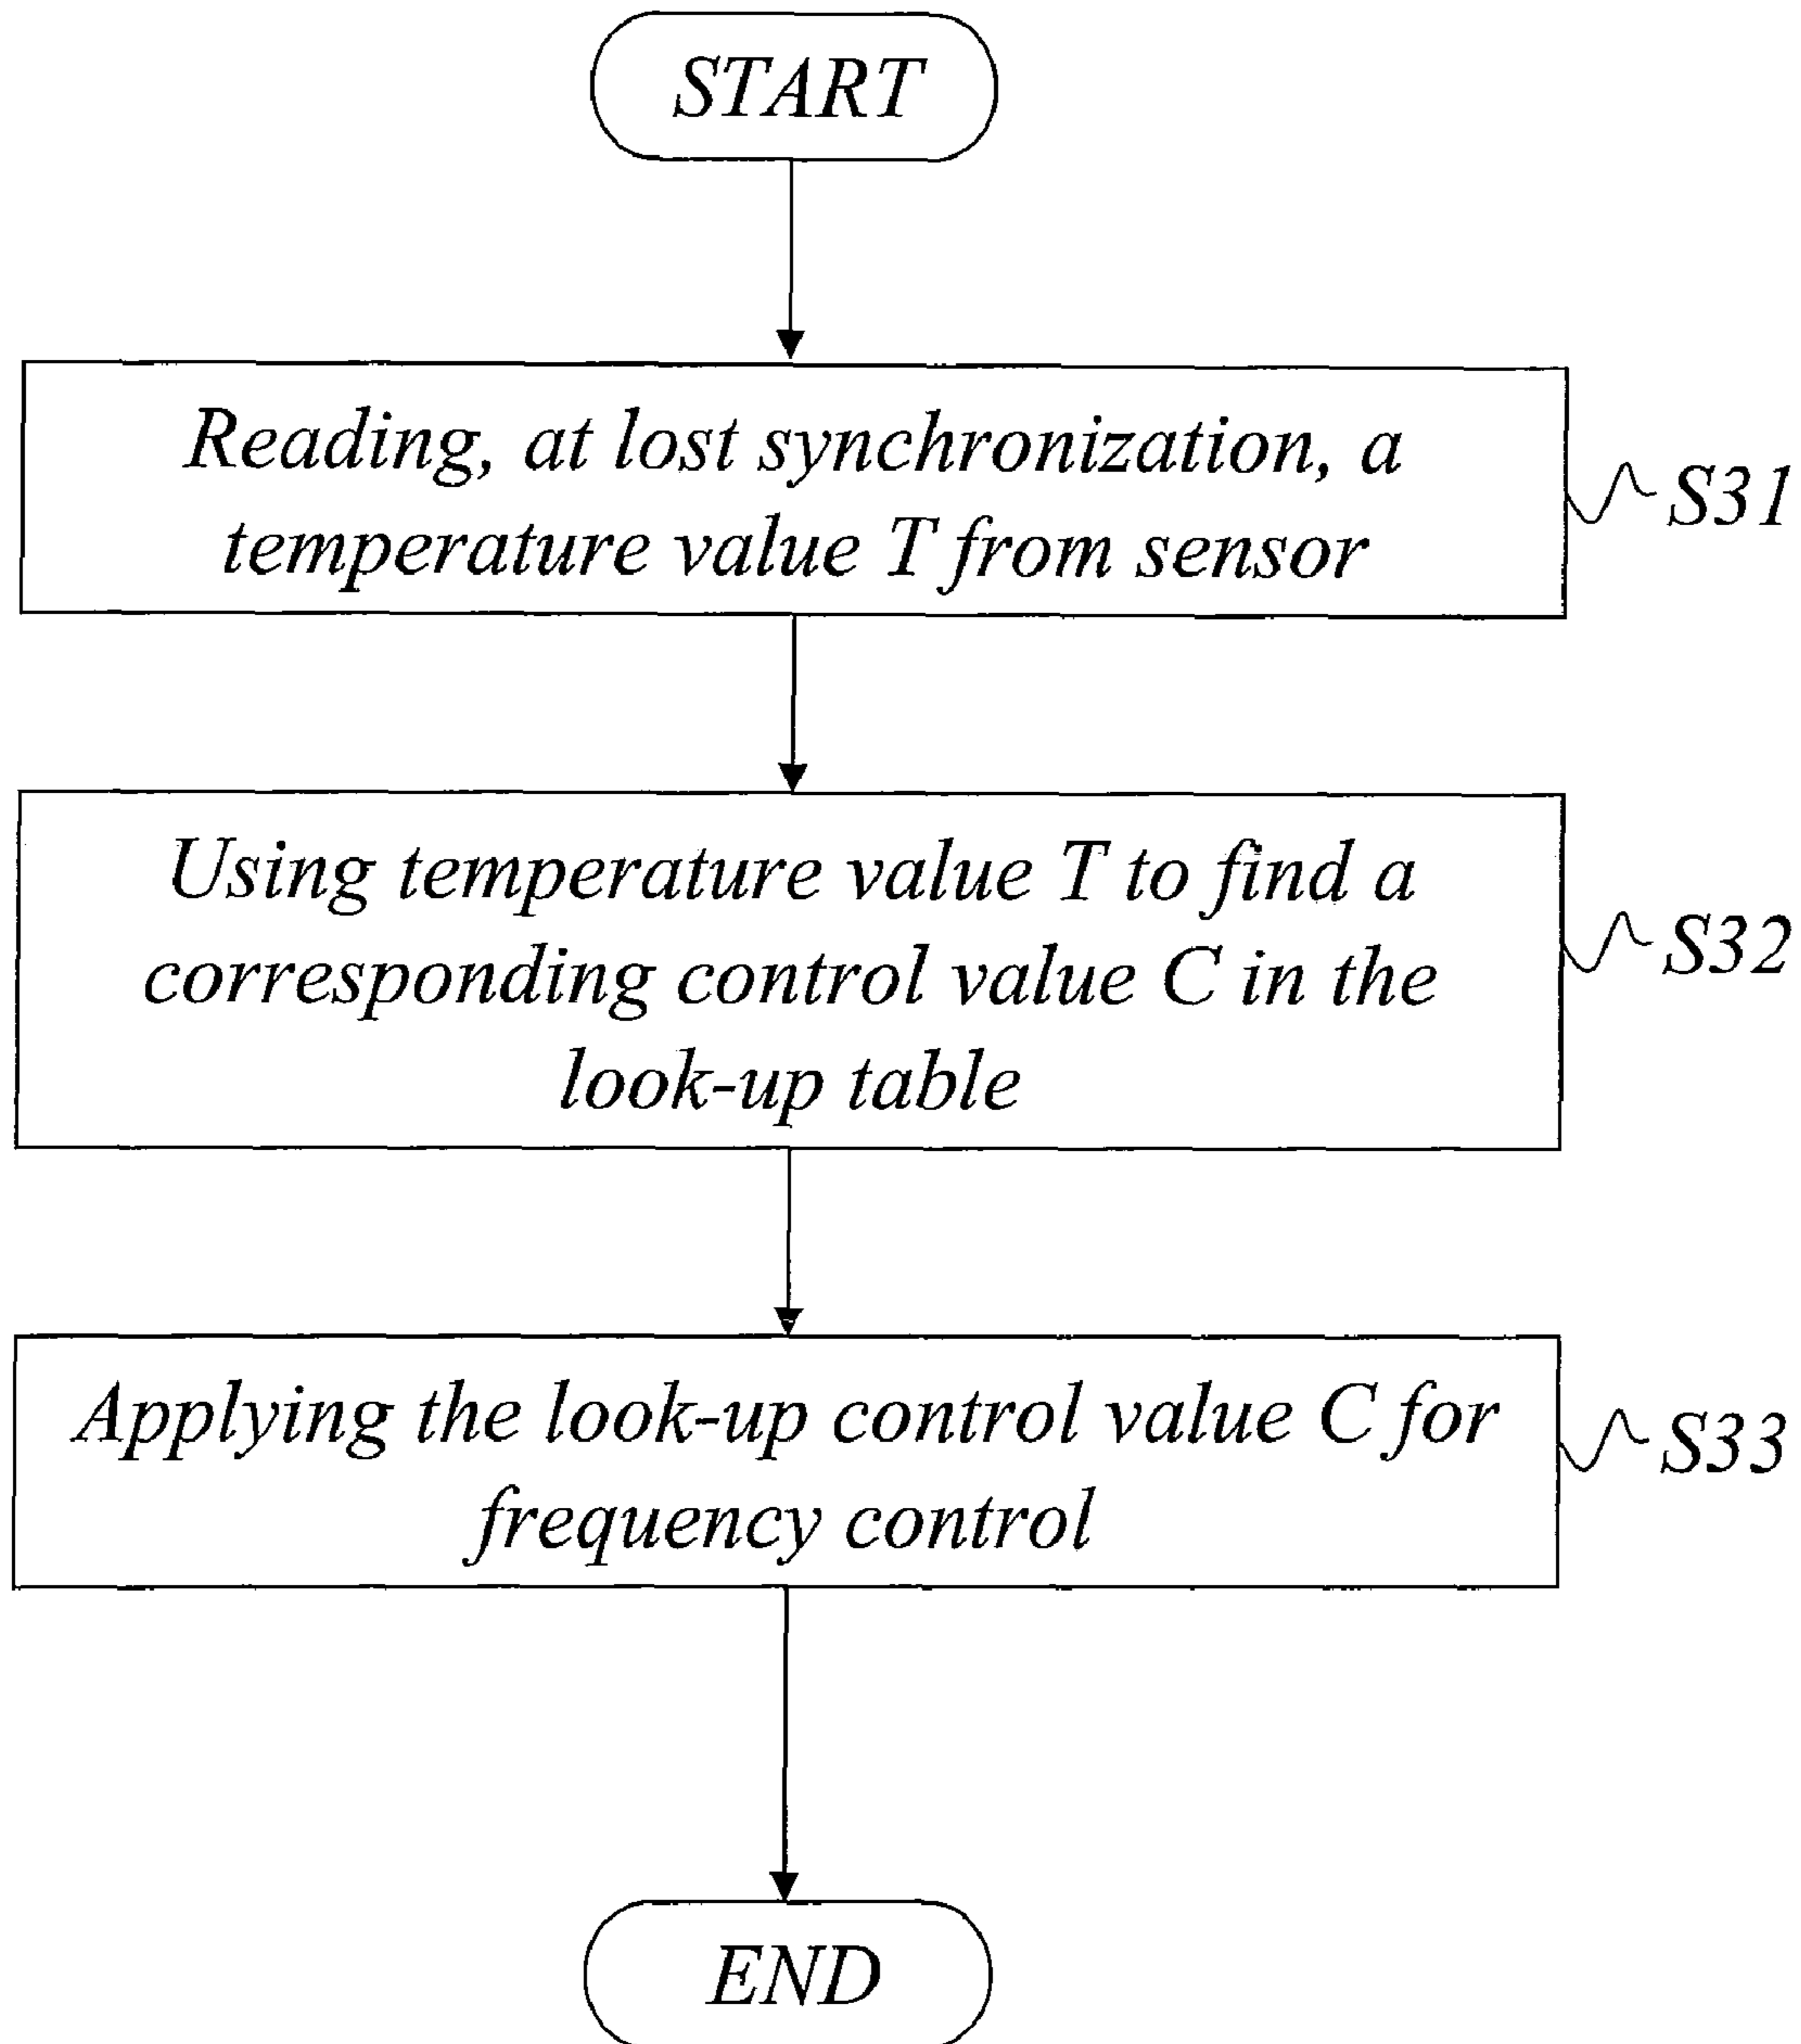 START
Reading, at lost synchronization, a
temperature value T from sensor
S31
Using temperature value T to find a
corresponding control value C in the
look-up table
S32
Applying the look-up control value C for
frequency control
S33
END